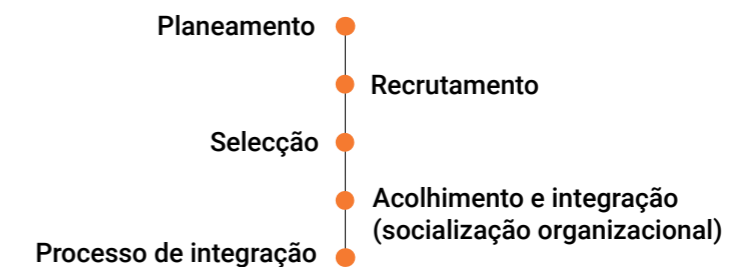 Planeamento
Recrutamento
Selecção
Acolhimento e integração
(socialização organizacional)
Processo de integração